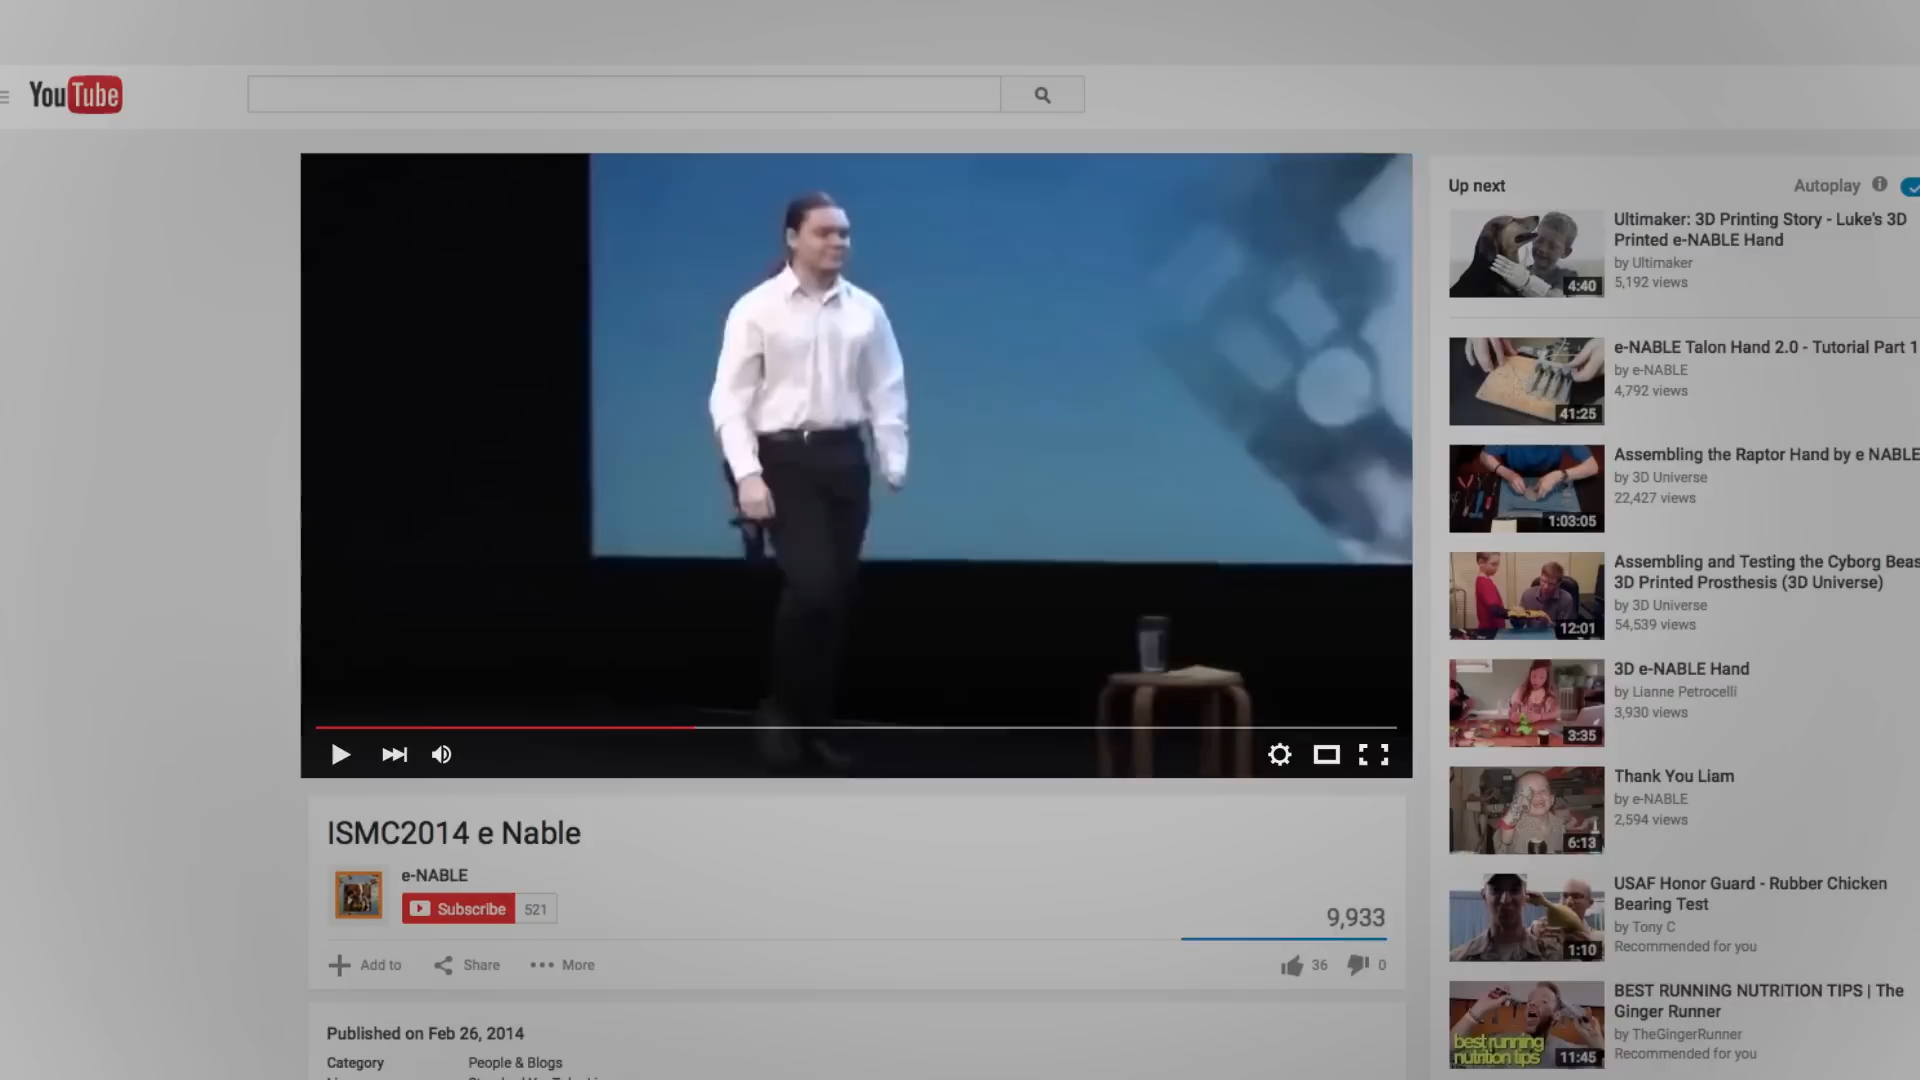 YouTube
Up next
Autoplay
Ultimaker: 3D Printing Story - Luke's 3D
Printed e-NABLE Hand
by Ultimaker
5,192 views
4:40
e-NABLE Talon Hand 2.0 - Tutorial Part 1
by e-NABLE
4,792 views
41:25
Assembling the Raptor Hand by e NABLE
by 3D Universe
22,427 views
1:03:05
Assembling and Testing the Cyborg Beas
3D Printed Prosthesis (3D Universe)
by 3D Universe
54,539 views
12:01
3D e-NABLE Hand
by Lianne Petrocelli
3,930 views
3:35
Thank You Liam
by e-NABLE
2,594 views
6:13
USAF Honor Guard - Rubber Chicken
Bearing Test
by Tony C
Recommended for you
1:10
BEST RUNNING NUTRITION TIPS | The
Ginger Runner
by TheGingerRunner
Recommended for you
best running
nutrition tips
11:45
ISMC2014 e Nable
e-NABLE
Subscribe 521
9,933
Add to Share More
36 0
Published on Feb 26, 2014
Category People & Blogs